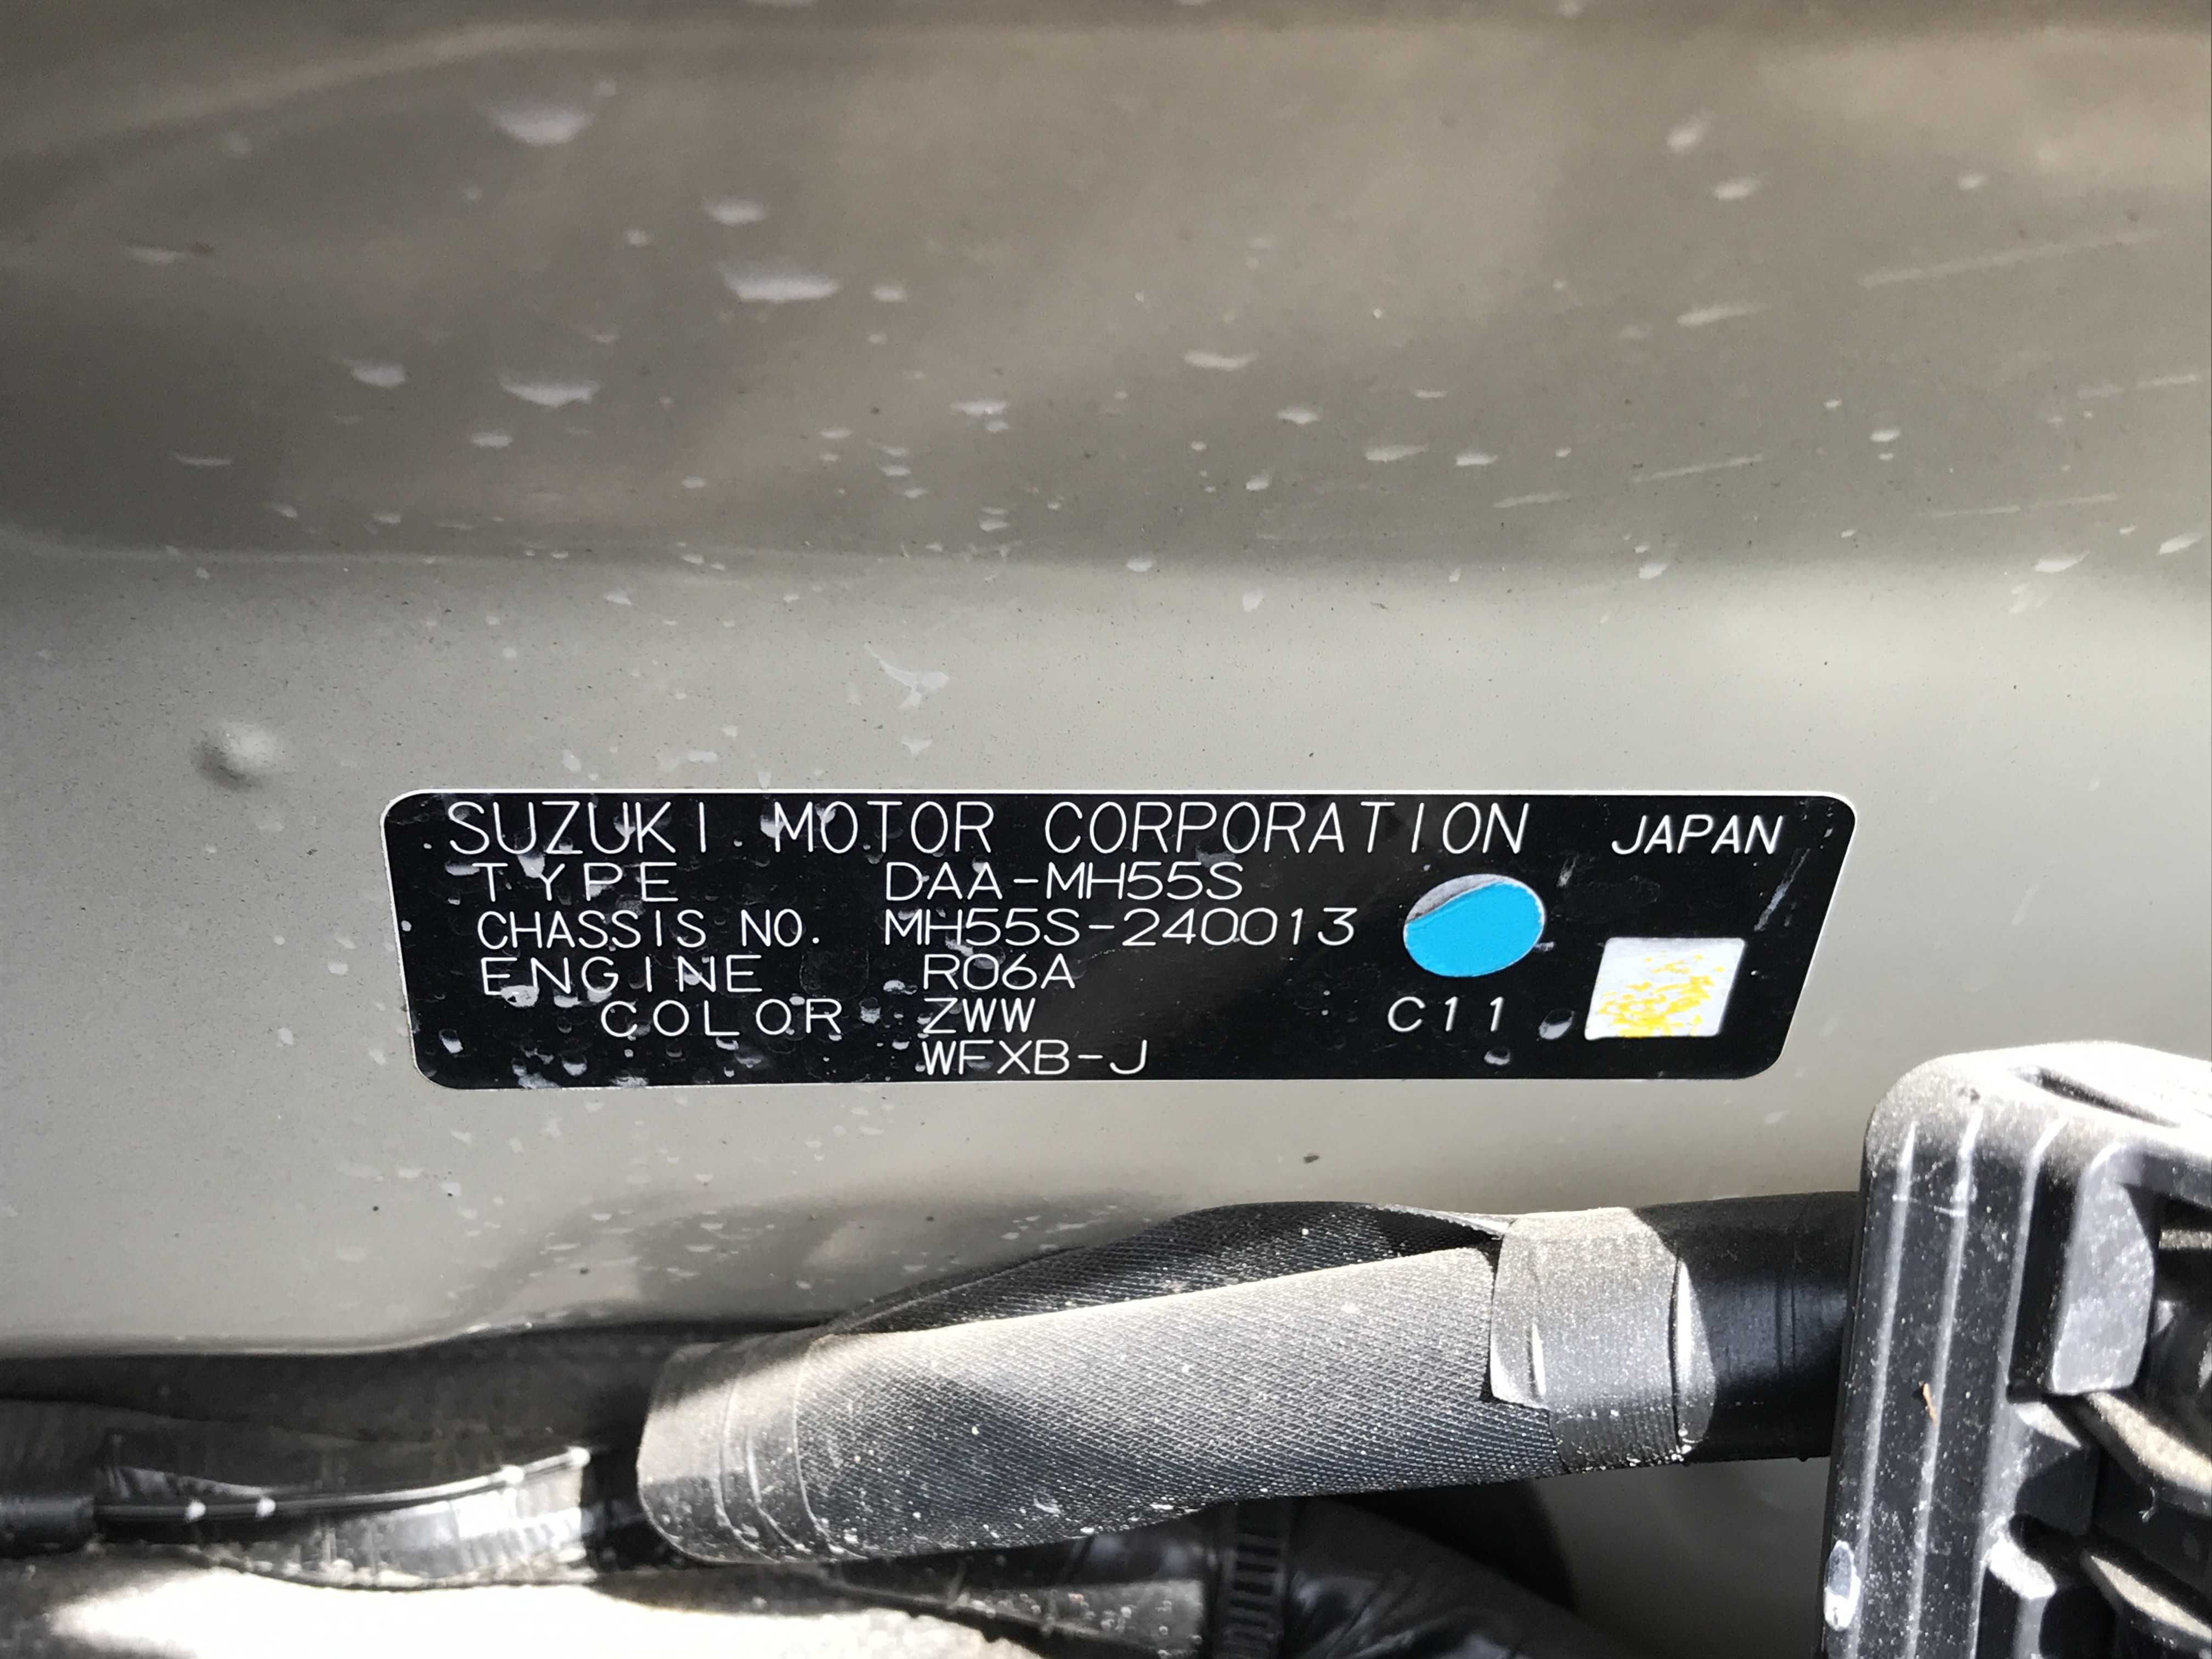 SUZUKI MOTOR CORPORATION JAPAN
TYPE DAA-MH55S
CHASSIS NO. MH55S-240013
ENGINE R06A
COLOR ZWW C11
WFXB-J